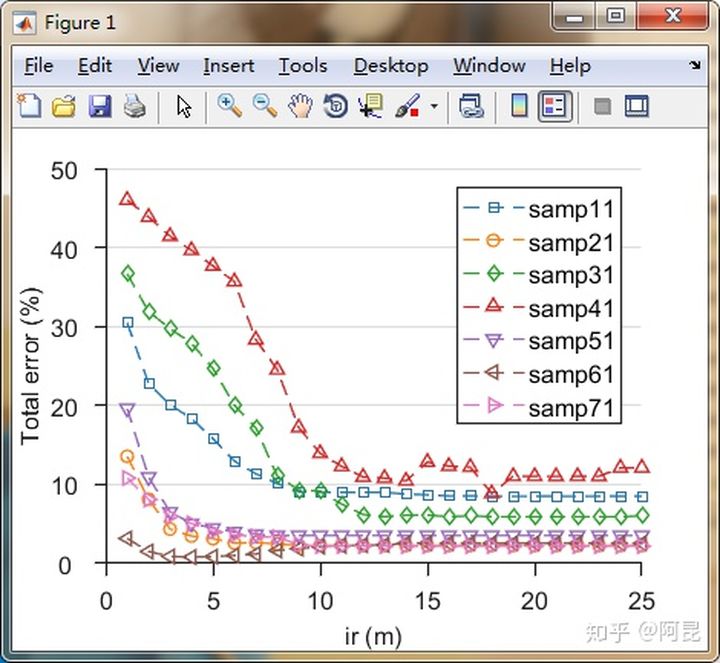 Figure 1
File Edit View Insert Tools Desktop Window Help
50
40
30
20
10
0
Total error (%)
samp11
samp21
samp31
samp41
samp51
samp61
samp71
0 5 10 15 20 25
ir (m)
知乎 @阿昆